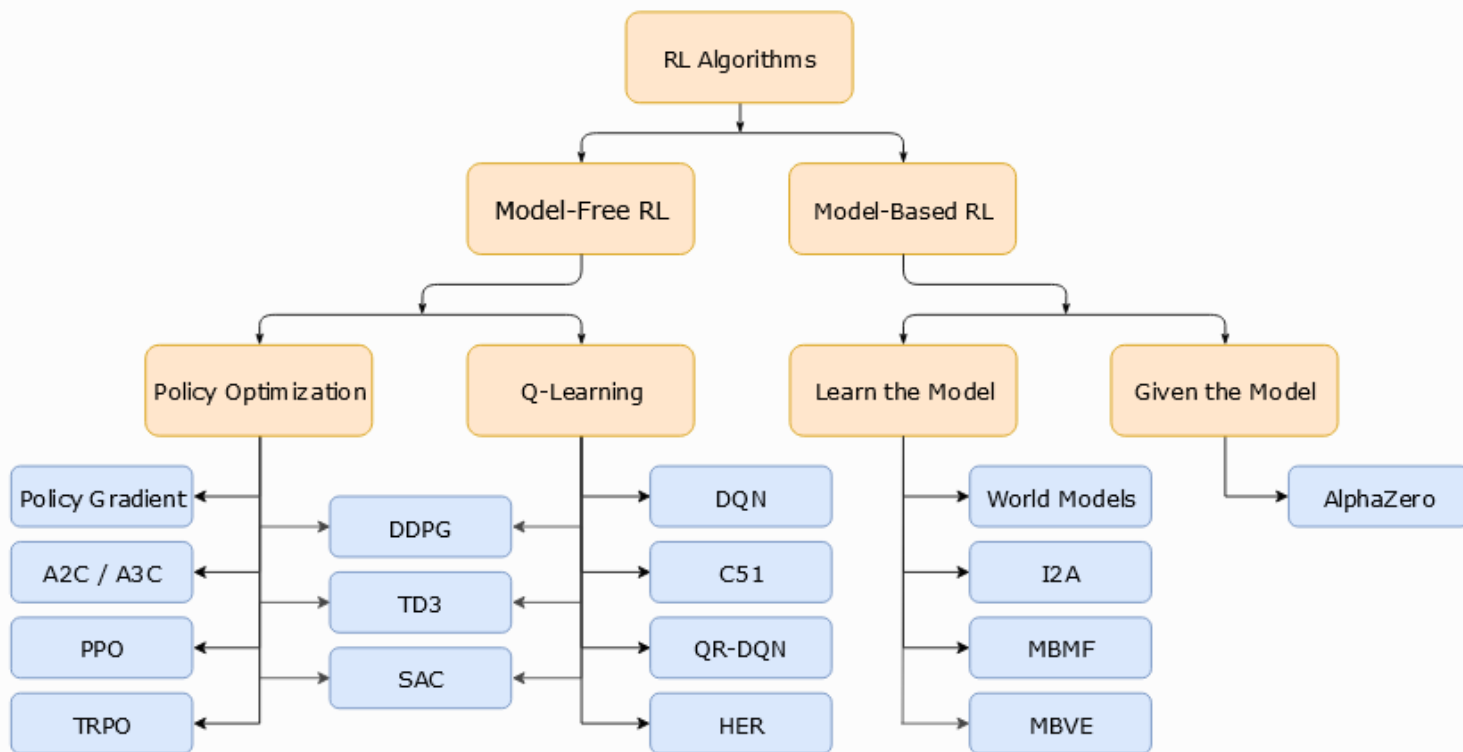 RL Algorithms
Model-Free RL
Model-Based RL
Policy Optimization
Q-Learning
Learn the Model
Given the Model
Policy Gradient
DDPG
DQN
World Models
AlphaZero
A2C / A3C
TD3
C51
I2A
PPO
SAC
QR-DQN
MBMF
TRPO
HER
MBVE